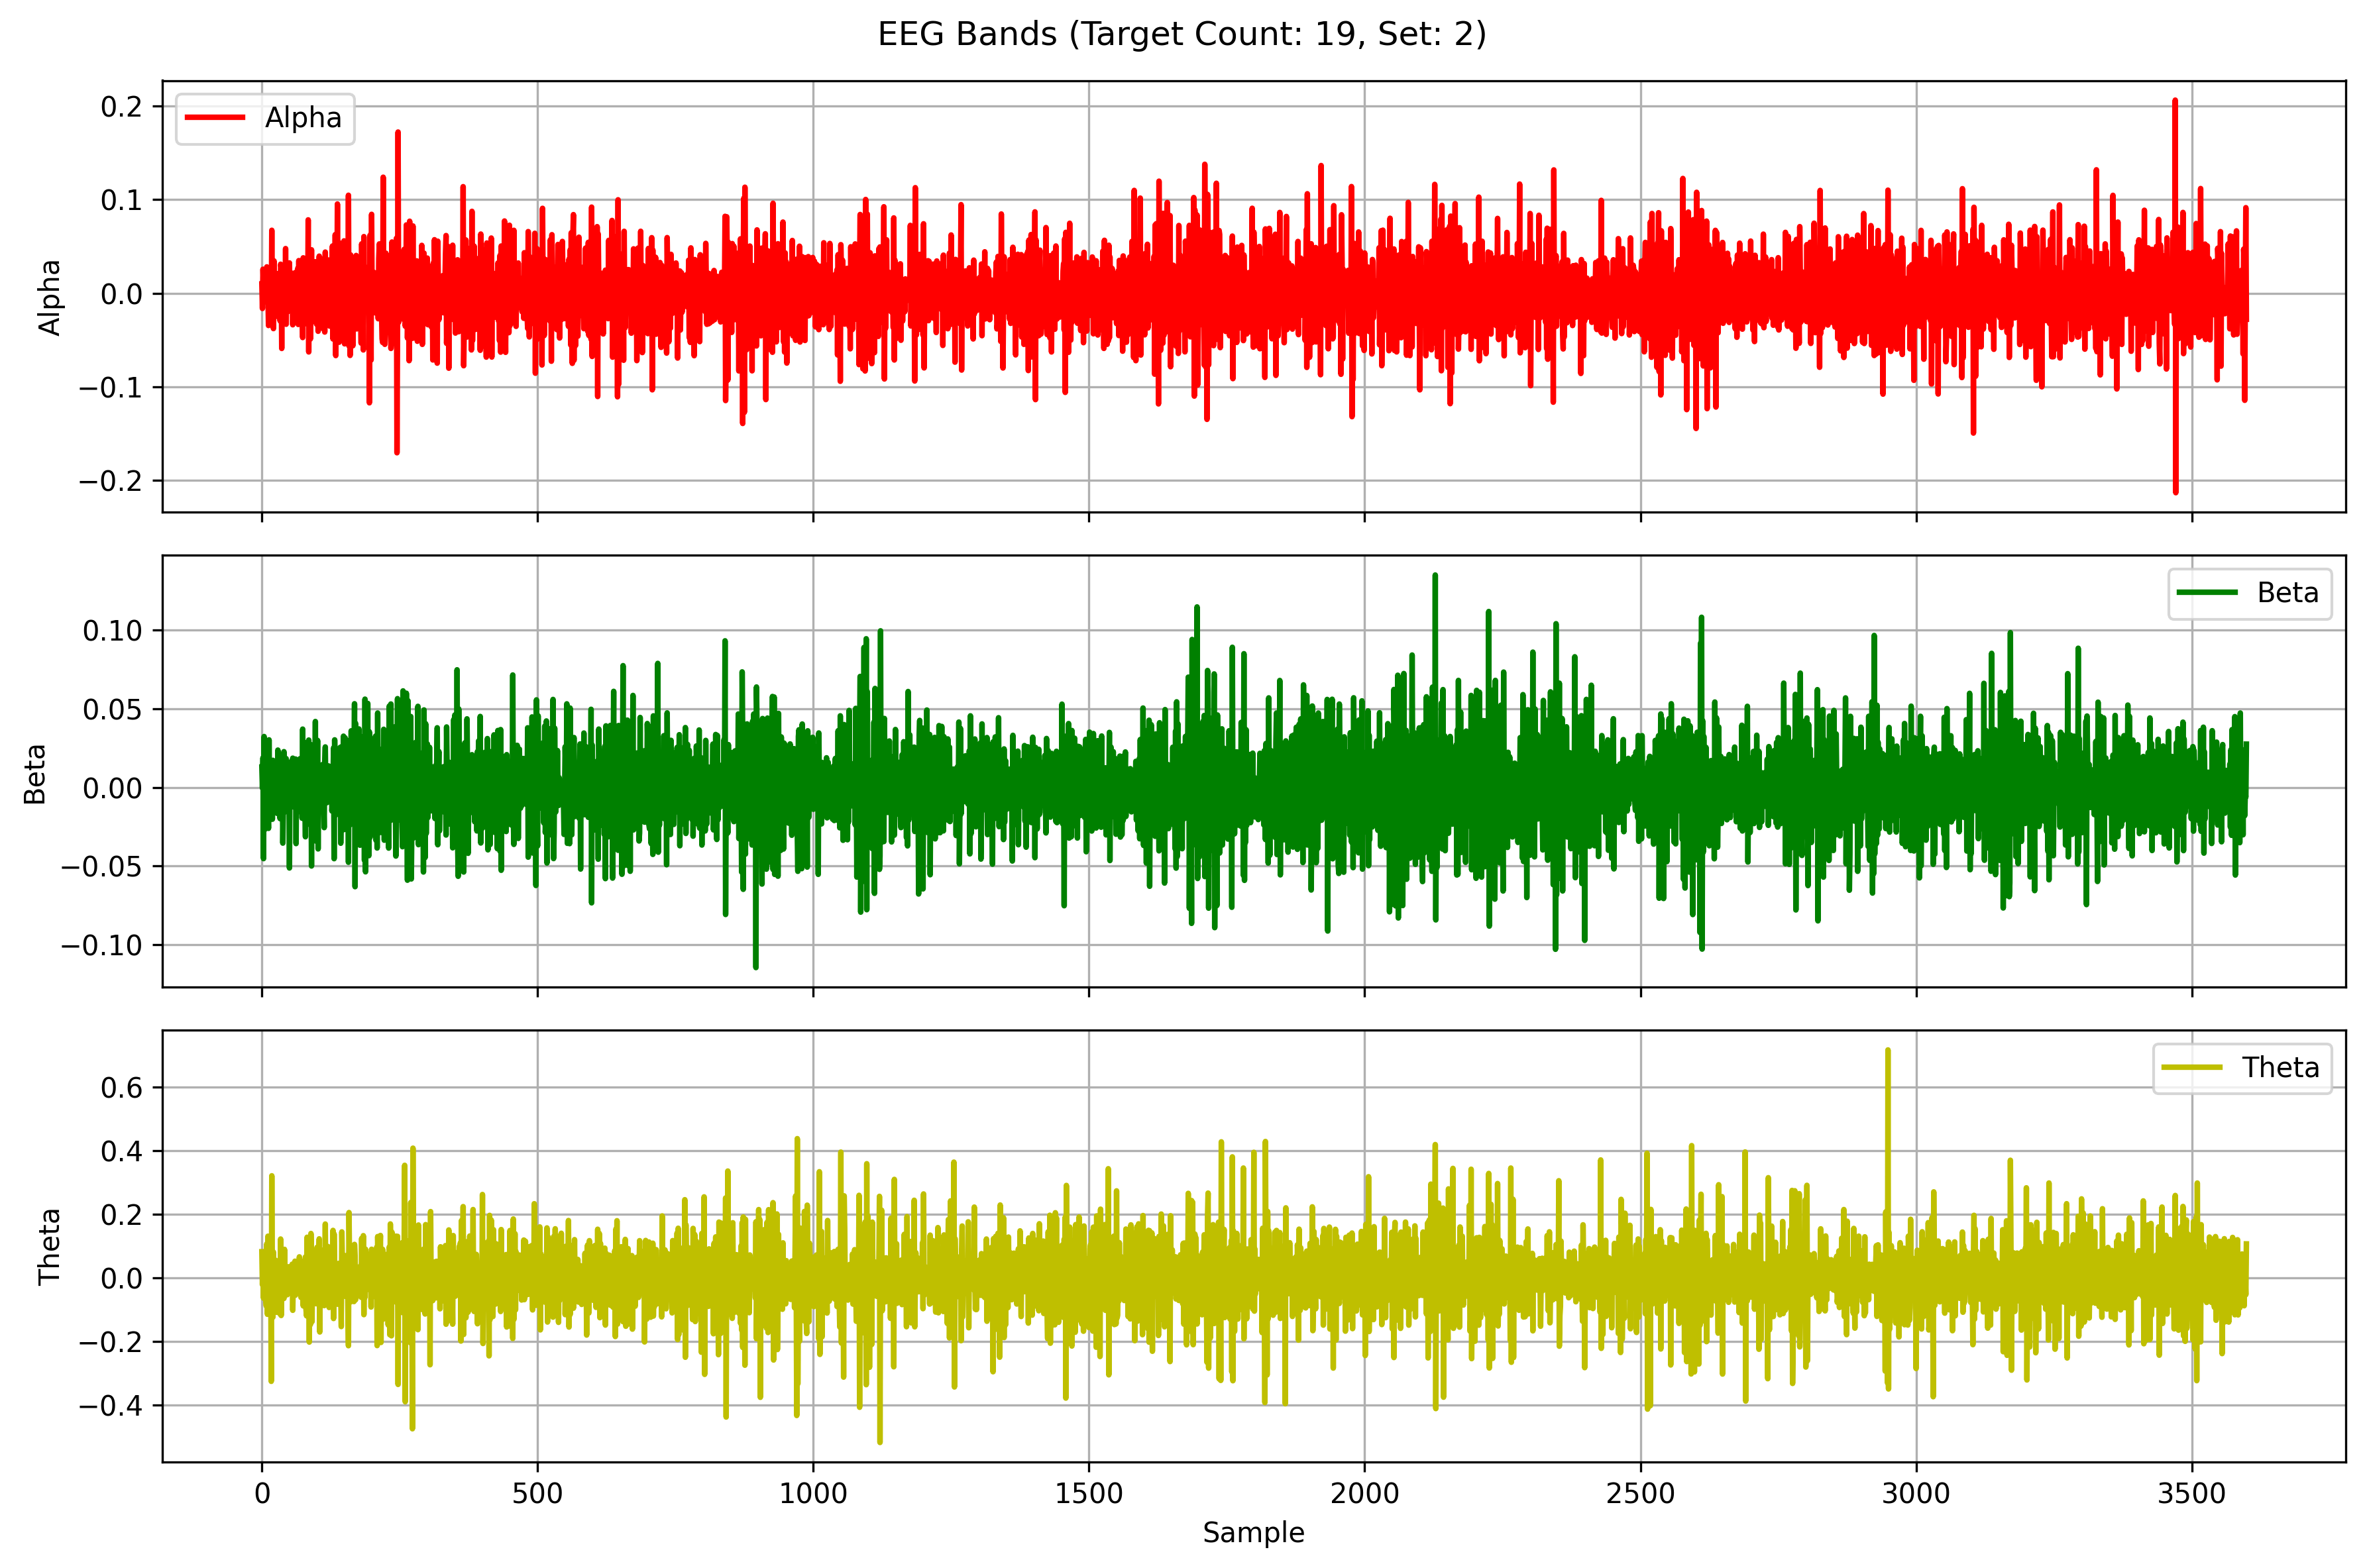 EEG Bands (Target Count: 19, Set: 2)
0.2
0.1
0.0
−0.1
−0.2
Alpha
Alpha
0.10
0.05
0.00
−0.05
−0.10
Beta
Beta
0.6
0.4
0.2
0.0
−0.2
−0.4
Theta
Theta
0 500 1000 1500 2000 2500 3000 3500
Sample